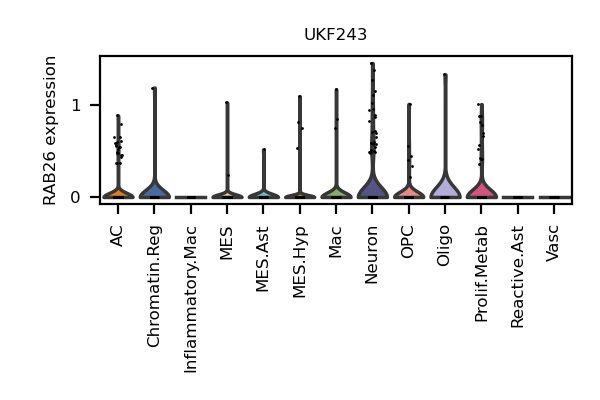 UKF243
RAB26 expression
1
0
AC
Chromatin.Reg
Inflammatory.Mac
MES
MES.Ast
MES.Hyp
Mac
Neuron
OPC
Oligo
Prolif.Metab
Reactive.Ast
Vasc